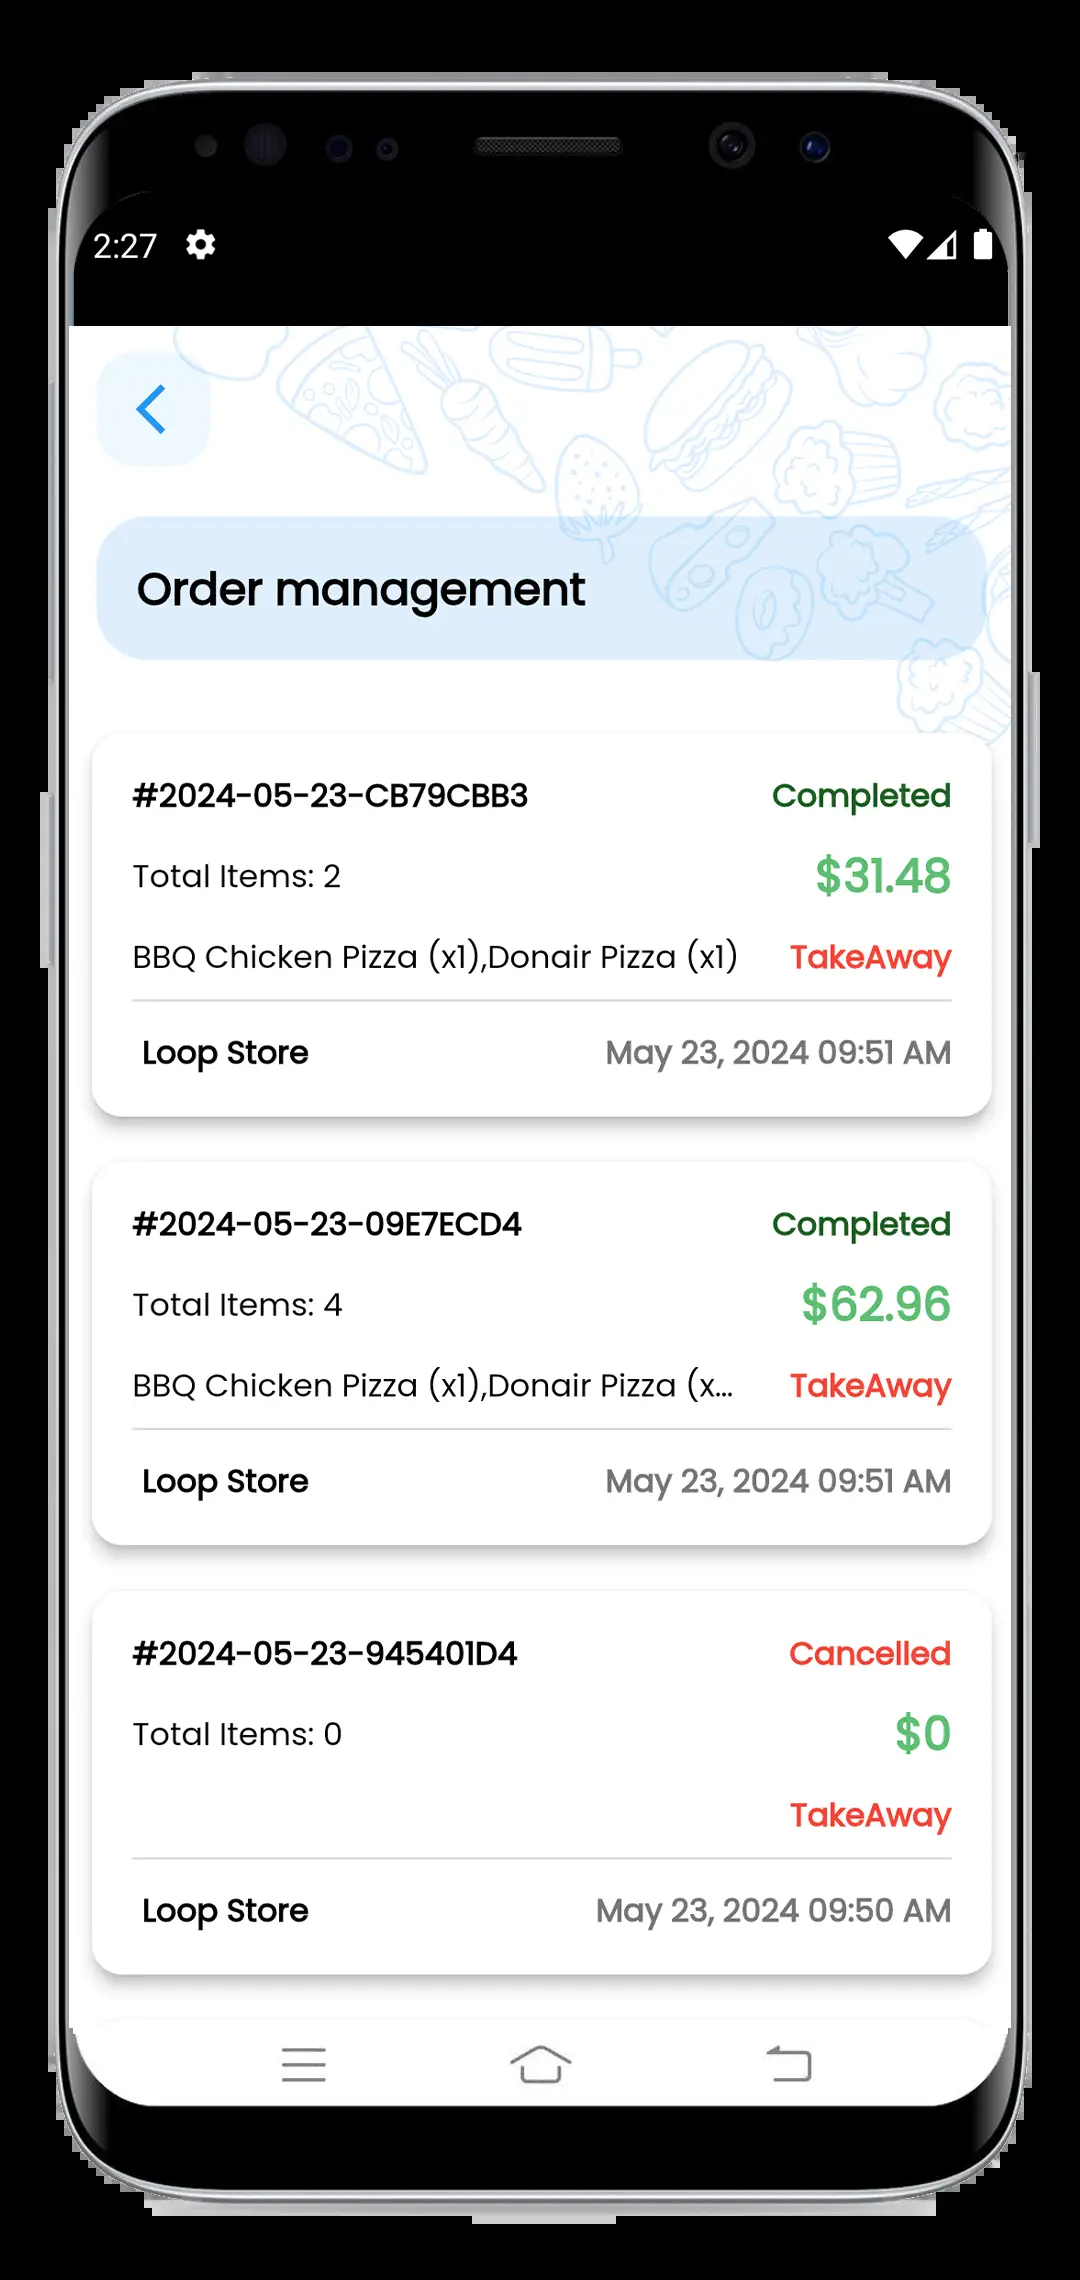 2:27
Order management
#2024-05-23-CB79CBB3 Completed
Total Items: 2 $31.48
BBQ Chicken Pizza (x1),Donair Pizza (x1) TakeAway
Loop Store May 23, 2024 09:51 AM
#2024-05-23-09E7ECD4 Completed
Total Items: 4 $62.96
BBQ Chicken Pizza (x1),Donair Pizza (x... TakeAway
Loop Store May 23, 2024 09:51 AM
#2024-05-23-945401D4 Cancelled
Total Items: 0 $0
TakeAway
Loop Store May 23, 2024 09:50 AM